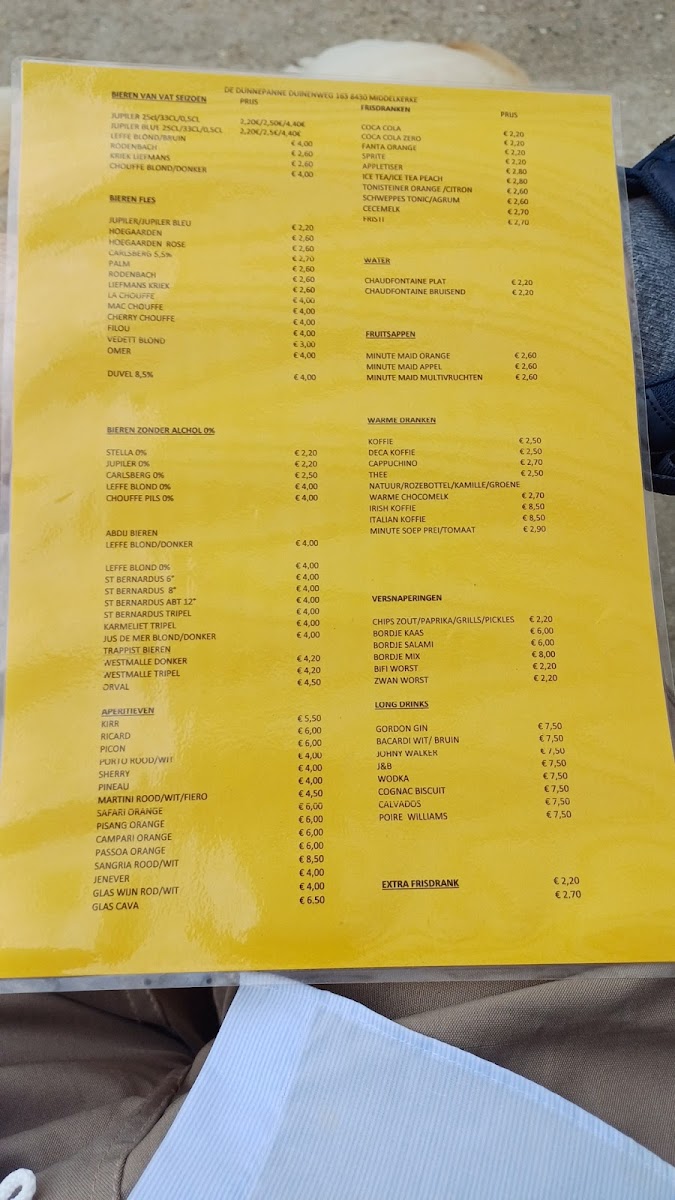 DE DUNNEPANNE DUINENWEG 163 8430 MIDDELKERKE
BIEREN VAN VAT SEIZOEN PRIJS
JUPILER 25cl/33CL/0,5CL 2,20€/2,50€/4,40€
JUPILER BLUE 25CL/33CL/0,5CL 2,20€/2,5€/4,40€
LEFFE BLOND/BRUIN € 4,00
RODENBACH € 2,60
KRIEK LIEFMANS € 2,60
CHOUFFE BLOND/DONKER € 4,00
BIEREN FLES
JUPILER/JUPILER BLEU € 2,20
HOEGAARDEN € 2,60
HOEGAARDEN ROSE € 2,60
CARLSBERG 5,5% € 2,70
PALM € 2,60
RODENBACH € 2,60
LIEFMANS KRIEK € 2,60
LA CHOUFFE € 4,00
MAC CHOUFFE € 4,00
CHERRY CHOUFFE € 4,00
FILOU € 4,00
VEDETT BLOND € 3,00
OMER € 4,00
DUVEL 8,5% € 4,00
BIEREN ZONDER ALCHOL 0%
STELLA 0% € 2,20
JUPILER 0% € 2,20
CARLSBERG 0% € 2,50
LEFFE BLOND 0% € 4,00
CHOUFFE PILS 0% € 4,00
ABDIJ BIEREN
LEFFE BLOND/DONKER € 4,00
LEFFE BLOND 0% € 4,00
ST BERNARDUS 6° € 4,00
ST BERNARDUS 8° € 4,00
ST BERNARDUS ABT 12° € 4,00
ST BERNARDUS TRIPEL € 4,00
KARMELIET TRIPEL € 4,00
JUS DE MER BLOND/DONKER € 4,00
TRAPPIST BIEREN
WESTMALLE DONKER € 4,20
WESTMALLE TRIPEL € 4,20
ORVAL € 4,50
APERITIEVEN
KIRR € 5,50
RICARD € 6,00
PICON € 6,00
PORTO ROOD/WIT € 4,00
SHERRY € 4,00
PINEAU € 4,00
MARTINI ROOD/WIT/FIERO € 4,50
SAFARI ORANGE € 6,00
PISANG ORANGE € 6,00
CAMPARI ORANGE € 6,00
PASSOA ORANGE € 6,00
SANGRIA ROOD/WIT € 8,50
JENEVER € 4,00
GLAS WIJN ROD/WIT € 4,00
GLAS CAVA € 6.50
FRISDRANKEN PRIJS
COCA COLA € 2,20
COCA COLA ZERO € 2,20
FANTA ORANGE € 2,20
SPRITE € 2,20
APPLETISER € 2,80
ICE TEA/ICE TEA PEACH € 2,80
TONISTEINER ORANGE /CITRON € 2,60
SCHWEPPES TONIC/AGRUM € 2,60
CECEMELK € 2,70
FRISTI € 2,70
WATER
CHAUDFONTAINE PLAT € 2,20
CHAUDFONTAINE BRUISEND € 2,20
FRUITSAPPEN
MINUTE MAID ORANGE € 2,60
MINUTE MAID APPEL € 2,60
MINUTE MAID MULTIVRUCHTEN € 2,60
WARME DRANKEN
KOFFIE € 2,50
DECA KOFFIE € 2,50
CAPPUCHINO € 2,70
THEE € 2,50
NATUUR/ROZEBOTTEL/KAMILLE/GROENE
WARME CHOCOMELK € 2,70
IRISH KOFFIE € 8,50
ITALIAN KOFFIE € 8,50
MINUTE SOEP PREI/TOMAAT € 2,90
VERSNAPERINGEN
CHIPS ZOUT/PAPRIKA/GRILLS/PICKLES € 2,20
BORDJE KAAS € 6,00
BORDJE SALAMI € 6,00
BORDJE MIX € 8,00
BIFI WORST € 2,20
ZWAN WORST € 2,20
LONG DRINKS
GORDON GIN € 7,50
BACARDI WIT/ BRUIN € 7,50
JOHNY WALKER € 7,50
J&B € 7,50
WODKA € 7,50
COGNAC BISCUIT € 7,50
CALVADOS € 7,50
POIRE WILLIAMS € 7,50
EXTRA FRISDRANK € 2,20
€ 2.70